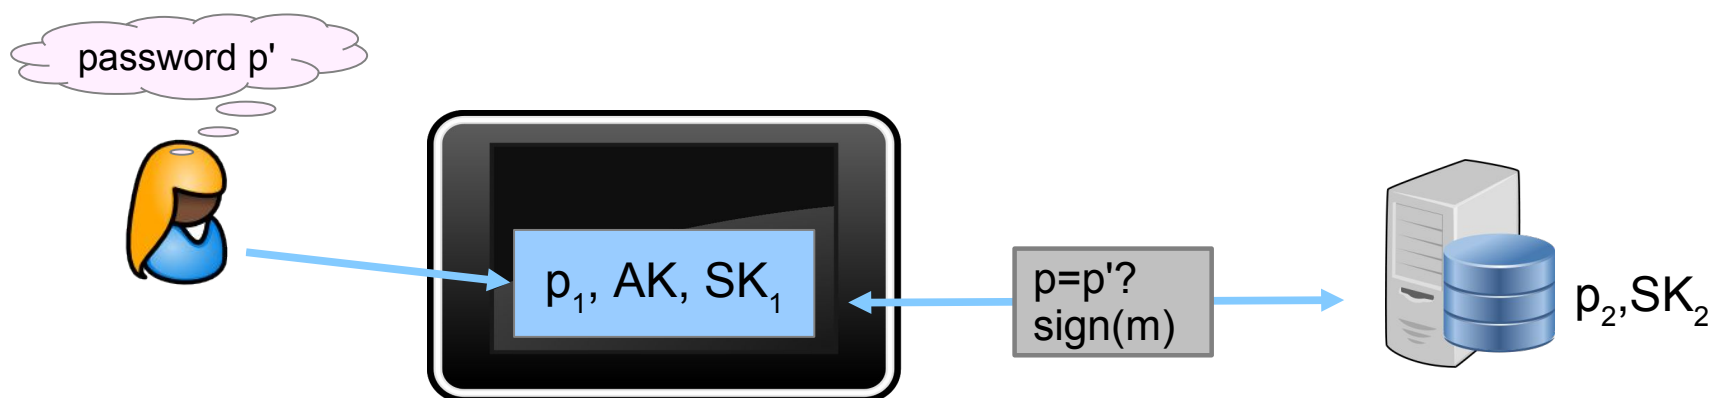 password p'
p₁, AK, SK₁
p=p'?
sign(m)
p₂,SK₂